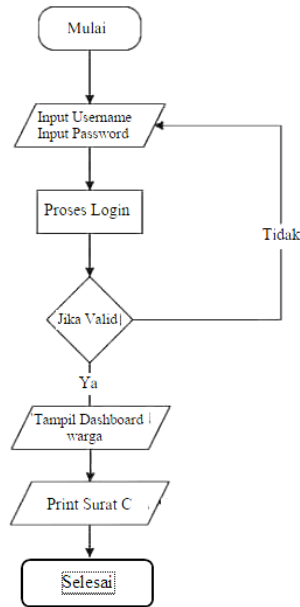 Mulai
Input Username
Input Password
Proses Login
Tidak
Jika Valid
Ya
Tampil Dashboard
warga
Print Surat C
Selesai